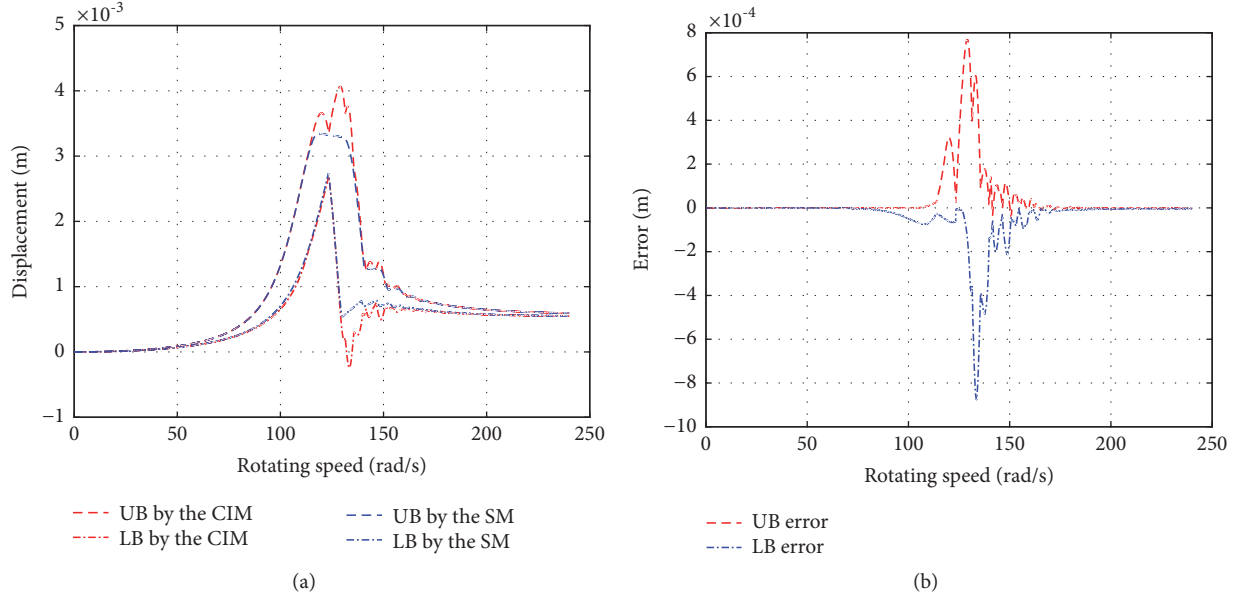 ×10⁻³
5
4
3
2
1
0
−1
Displacement (m)
0 50 100 150 200 250
Rotating speed (rad/s)
UB by the CIM
LB by the CIM
UB by the SM
LB by the SM
(a)
×10⁻⁴
8
6
4
2
0
−2
−4
−6
−8
−10
Error (m)
0 50 100 150 200 250
Rotating speed (rad/s)
UB error
LB error
(b)